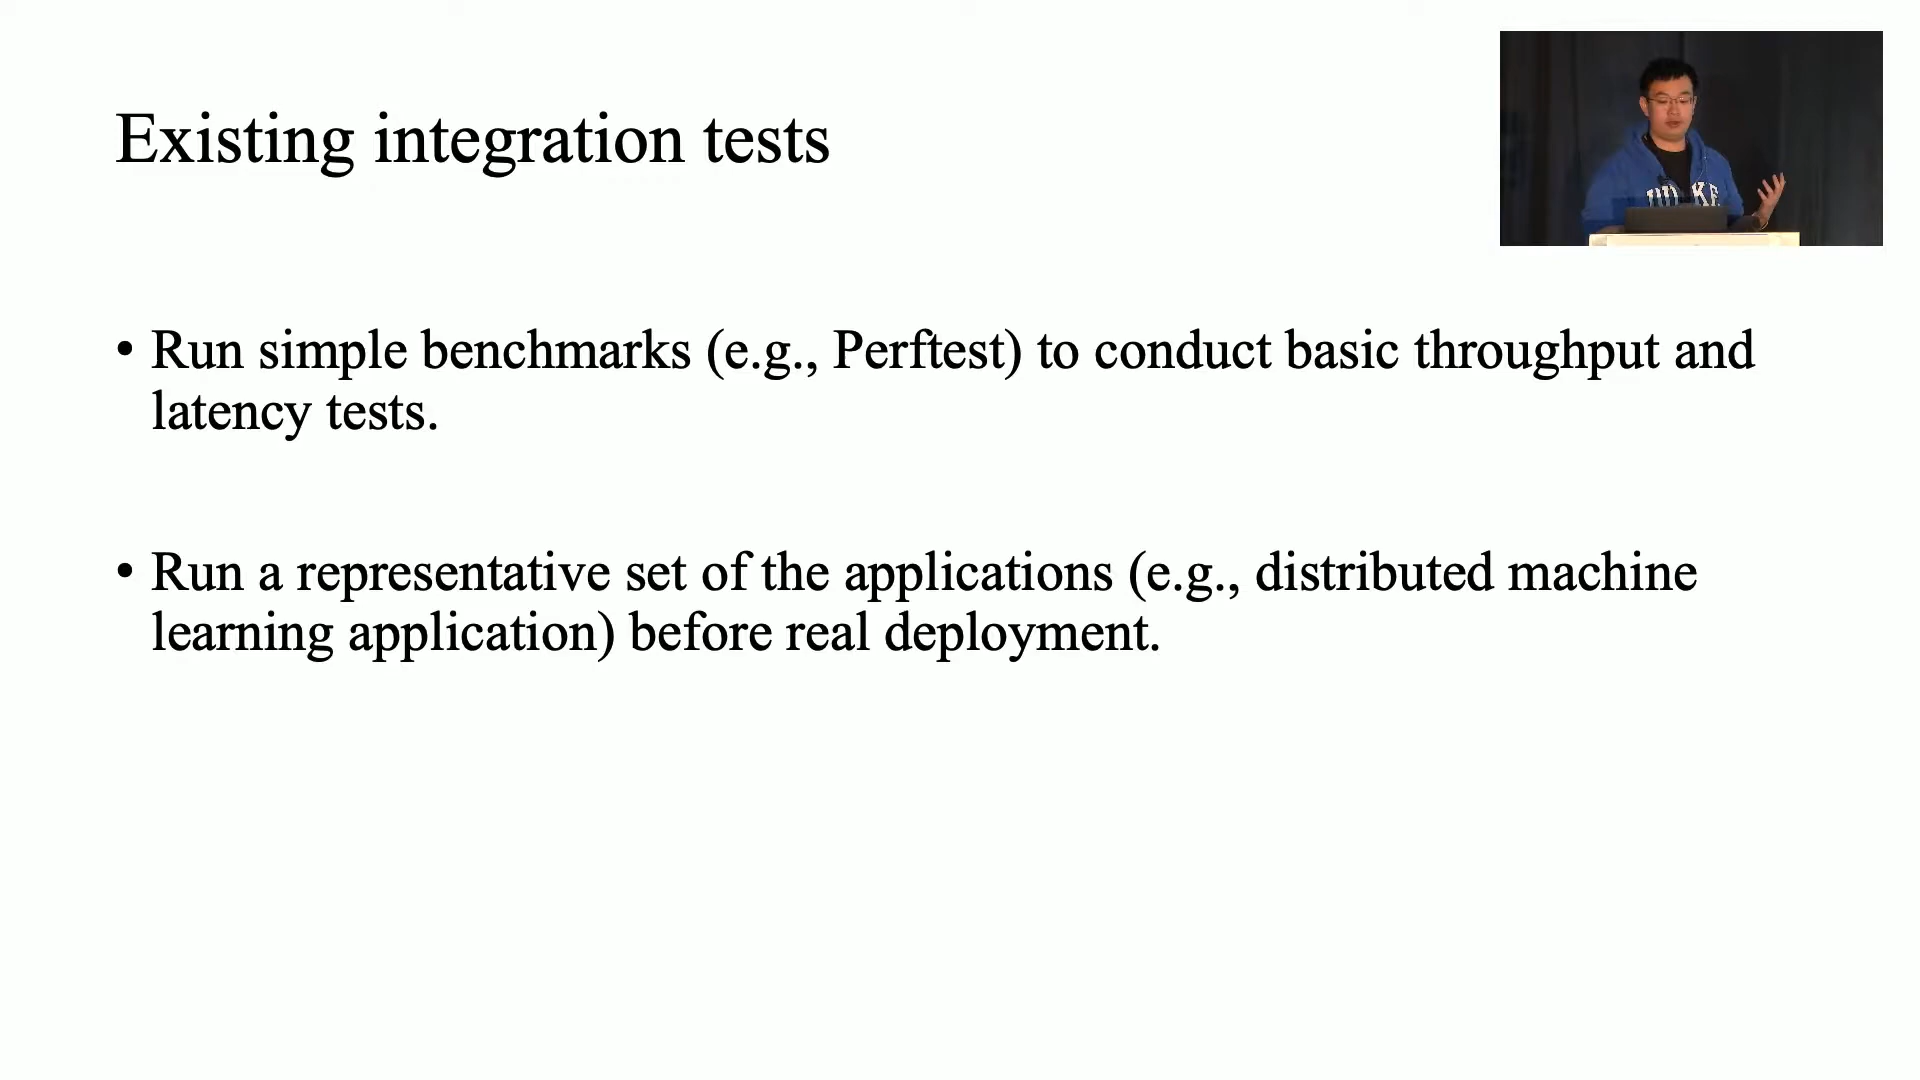 Existing integration tests
• Run simple benchmarks (e.g., Perftest) to conduct basic throughput and
latency tests.
• Run a representative set of the applications (e.g., distributed machine
learning application) before real deployment.